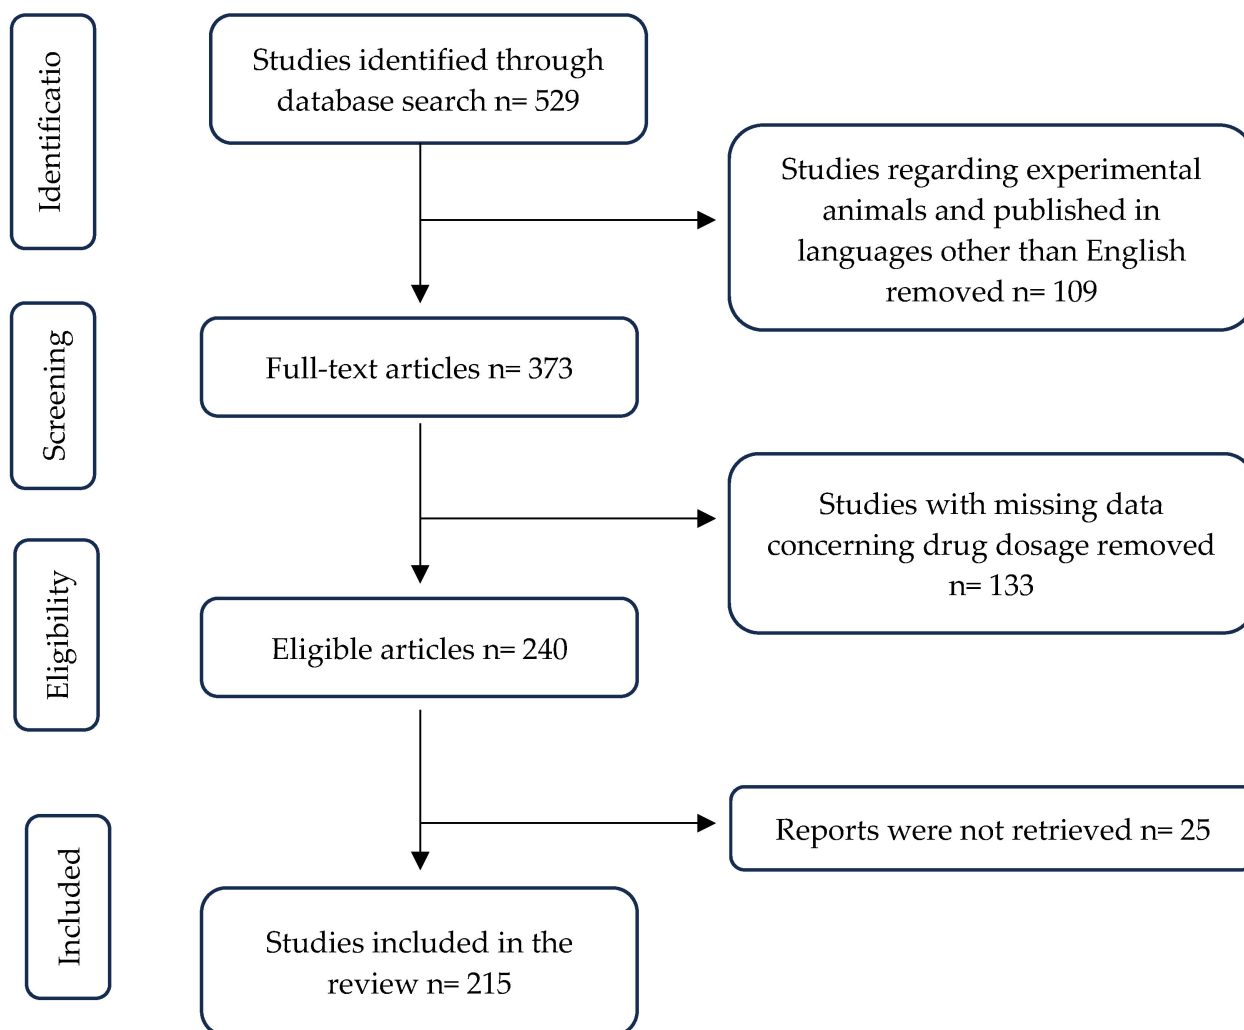 Identificatio
Studies identified through
database search n= 529
Studies regarding experimental
animals and published in
languages other than English
removed n= 109
Screening
Full-text articles n= 373
Studies with missing data
concerning drug dosage removed
n= 133
Eligibility
Eligible articles n= 240
Reports were not retrieved n= 25
Included
Studies included in the
review n= 215